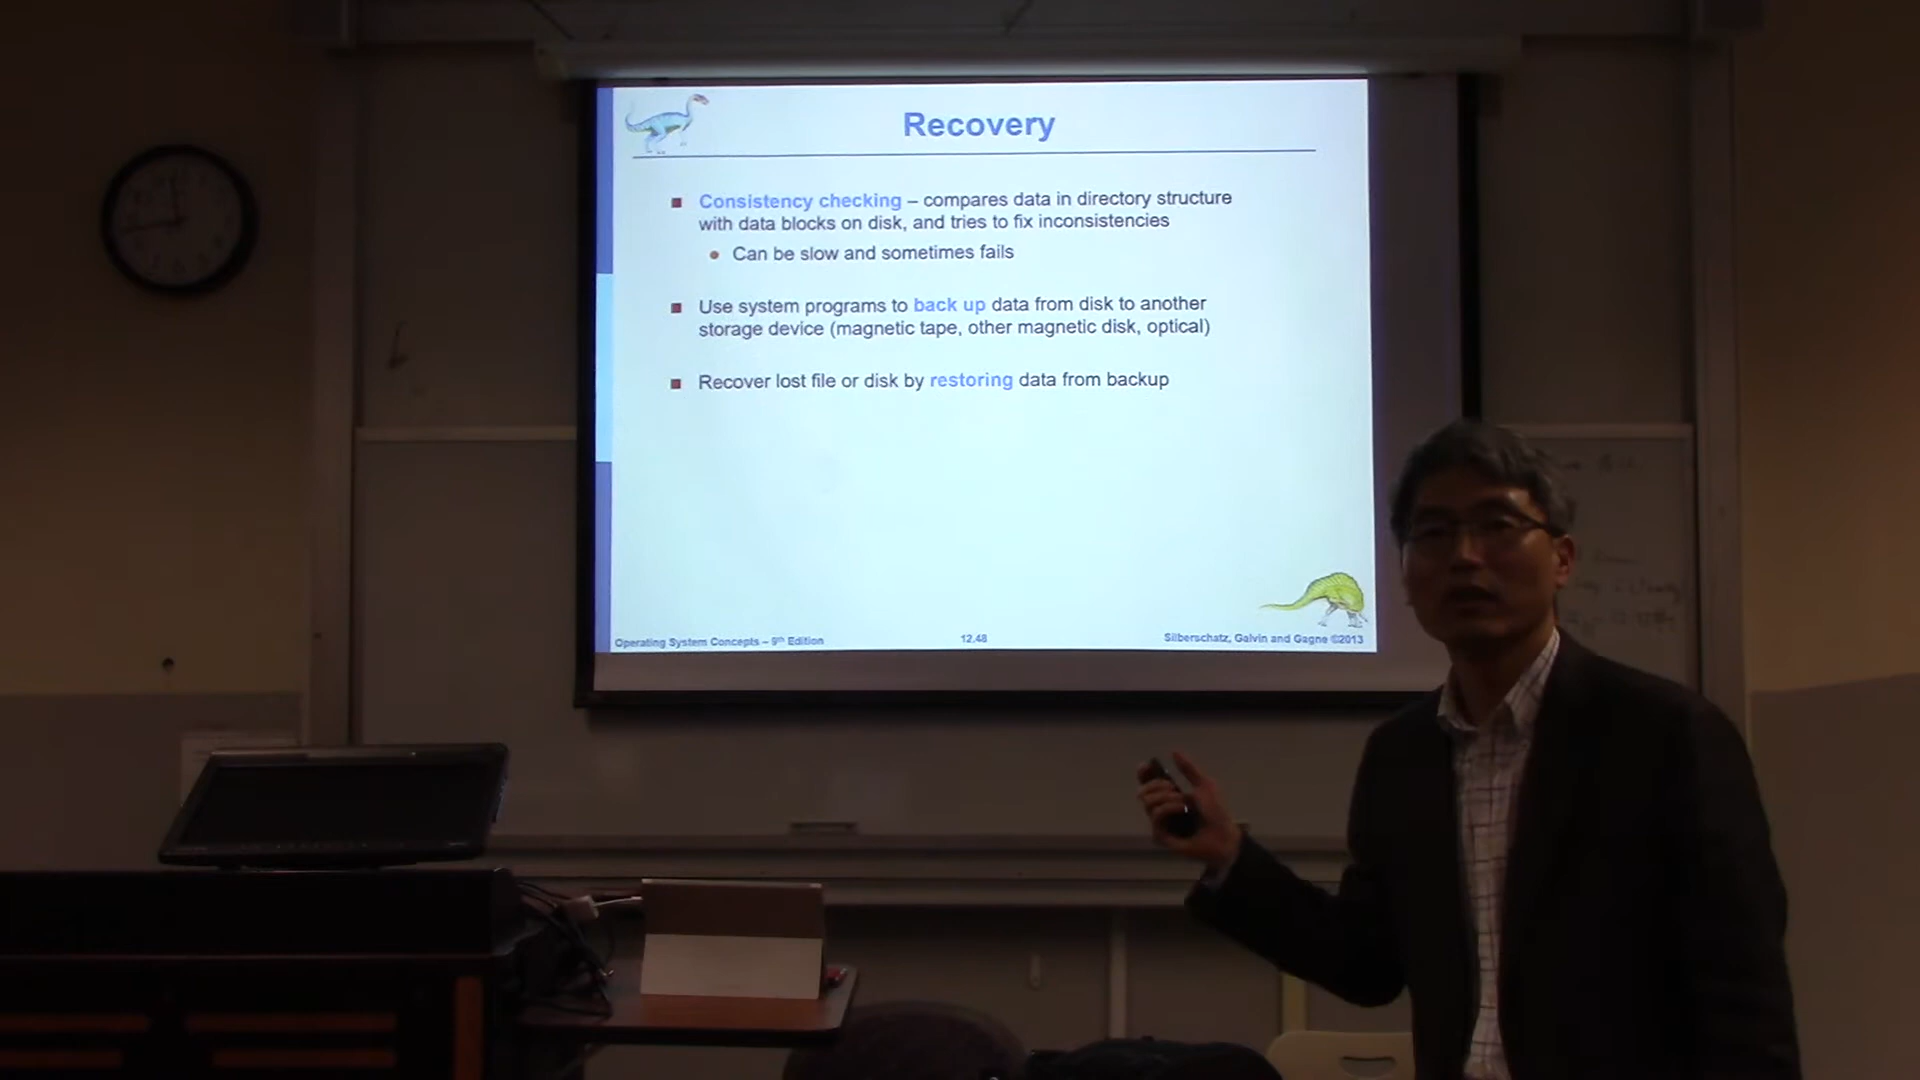 Recovery
Consistency checking – compares data in directory structure
with data blocks on disk, and tries to fix inconsistencies
Can be slow and sometimes fails
Use system programs to back up data from disk to another
storage device (magnetic tape, other magnetic disk, optical)
Recover lost file or disk by restoring data from backup
Operating System Concepts – 9th Edition
12.48
Silberschatz, Galvin and Gagne ©2013